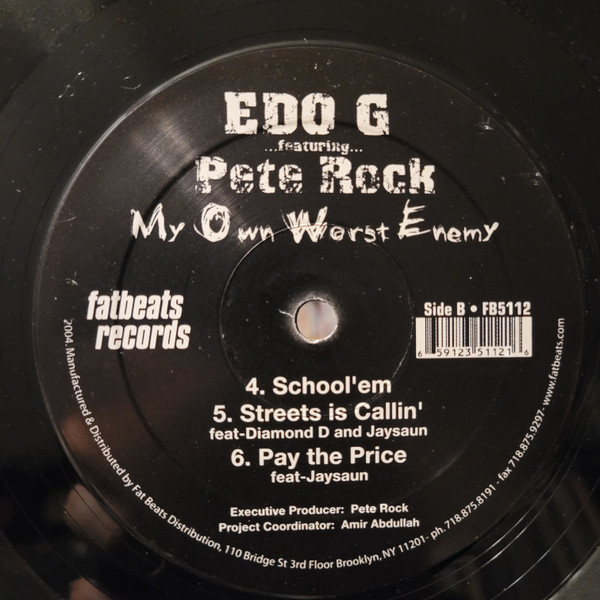 EDO G
...featuring...
Pete Rock
My Own Worst Enemy
fatbeats
records
Side B • FB5112
6 59123 51121 6
4. School'em
5. Streets is Callin'
feat-Diamond D and Jaysaun
6. Pay the Price
feat-Jaysaun
Executive Producer: Pete Rock
Project Coordinator: Amir Abdullah
2004. Manufactured & Distributed by Fat Beats Distribution, 110 Bridge St 3rd Floor Brooklyn, NY 11201- ph. 718.875.8191 - fax 718.875.9297- www.fatbeats.com